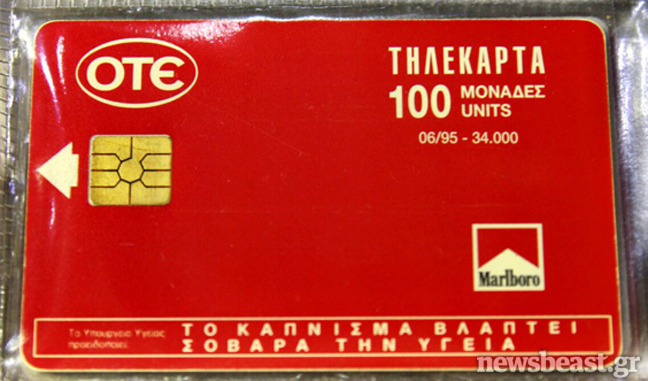 ΟΤΕ
ΤΗΛΕΚΑΡΤΑ
100 ΜΟΝΑΔΕΣ
UNITS
06/95 - 34.000
Marlboro
Το Υπουργείο Υγείας
προειδοποιεί:
ΤΟ ΚΑΠΝΙΣΜΑ ΒΛΑΠΤΕΙ
ΣΟΒΑΡΑ ΤΗΝ ΥΓΕΙΑ
newsbeast.gr